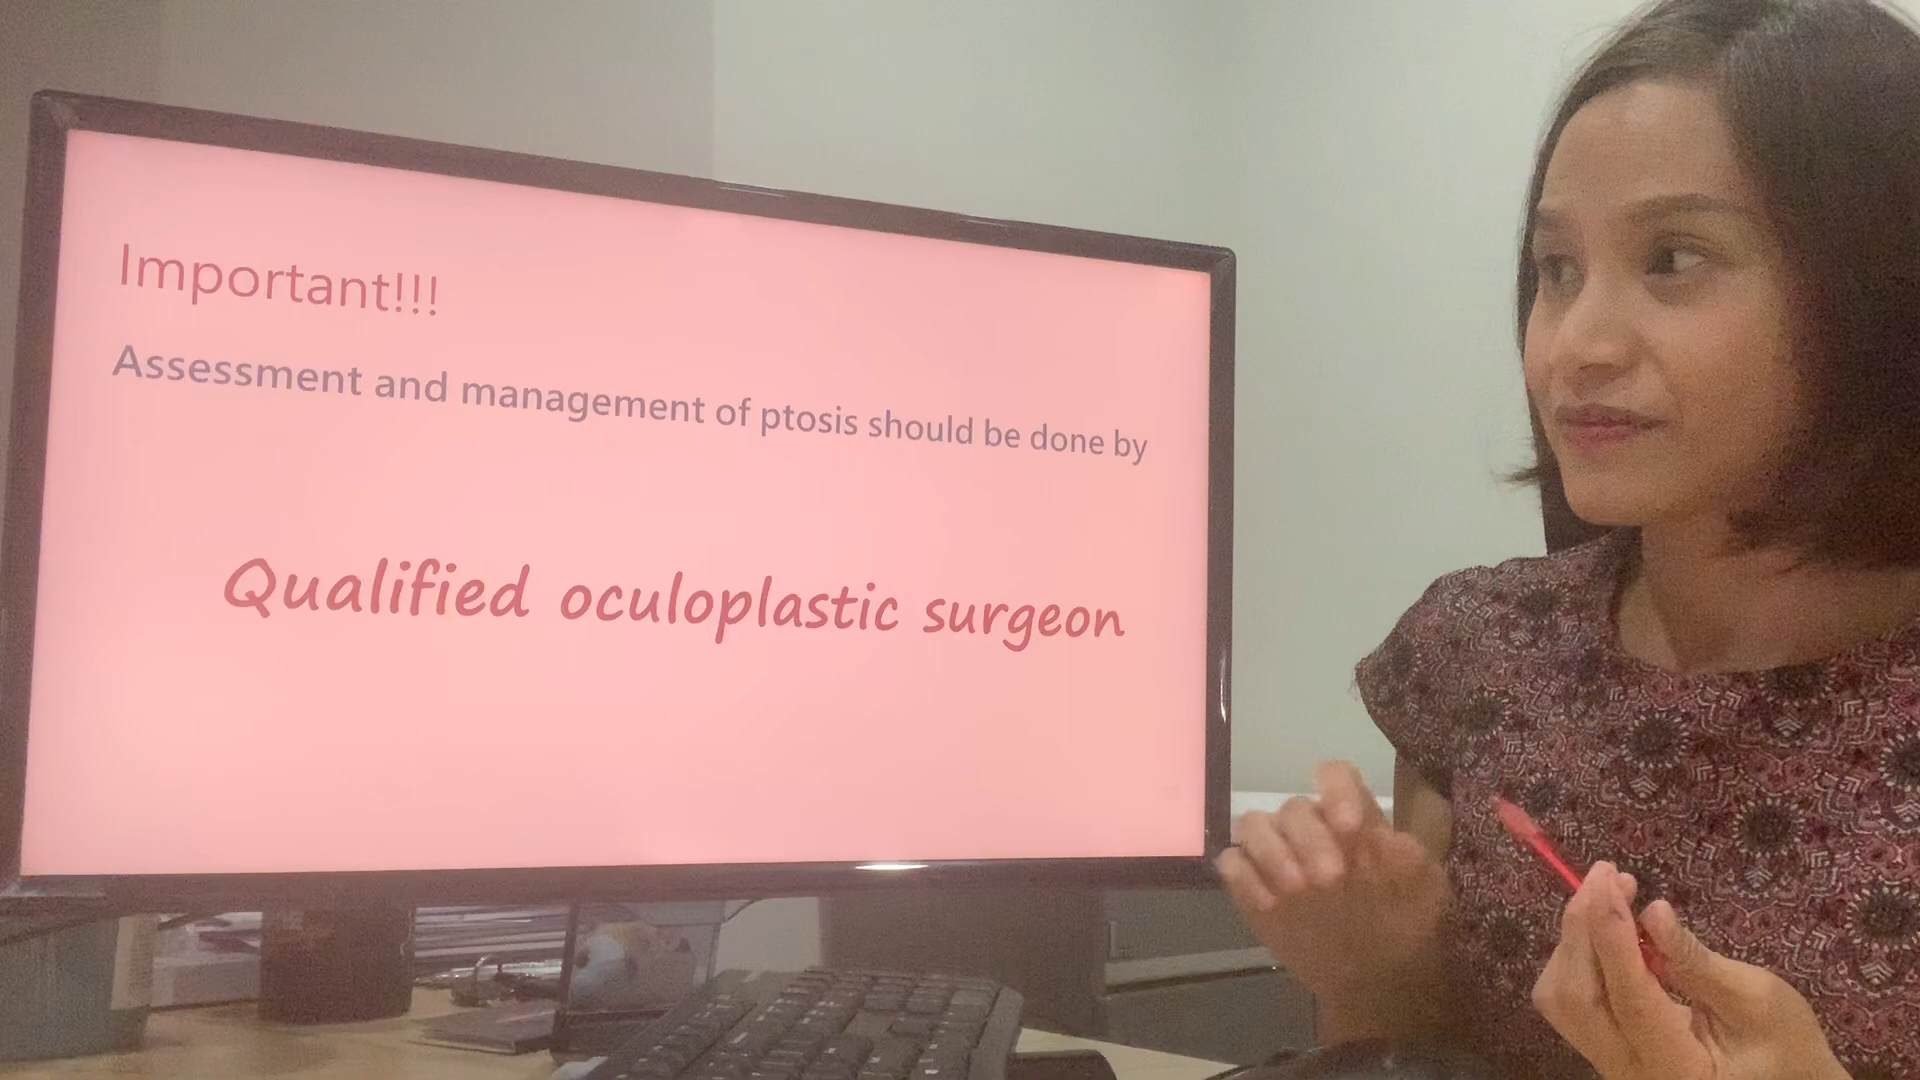 Important!!!
Assessment and management of ptosis should be done by
Qualified oculoplastic surgeon